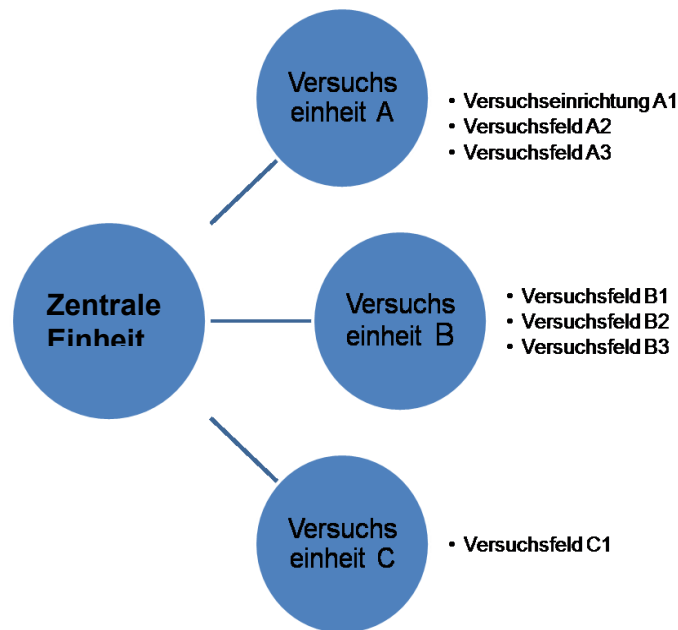 Versuchs
einheit A
• Versuchseinrichtung A1
• Versuchsfeld A2
• Versuchsfeld A3
Zentrale
Einheit
Versuchs
einheit B
• Versuchsfeld B1
• Versuchsfeld B2
• Versuchsfeld B3
Versuchs
einheit C
• Versuchsfeld C1